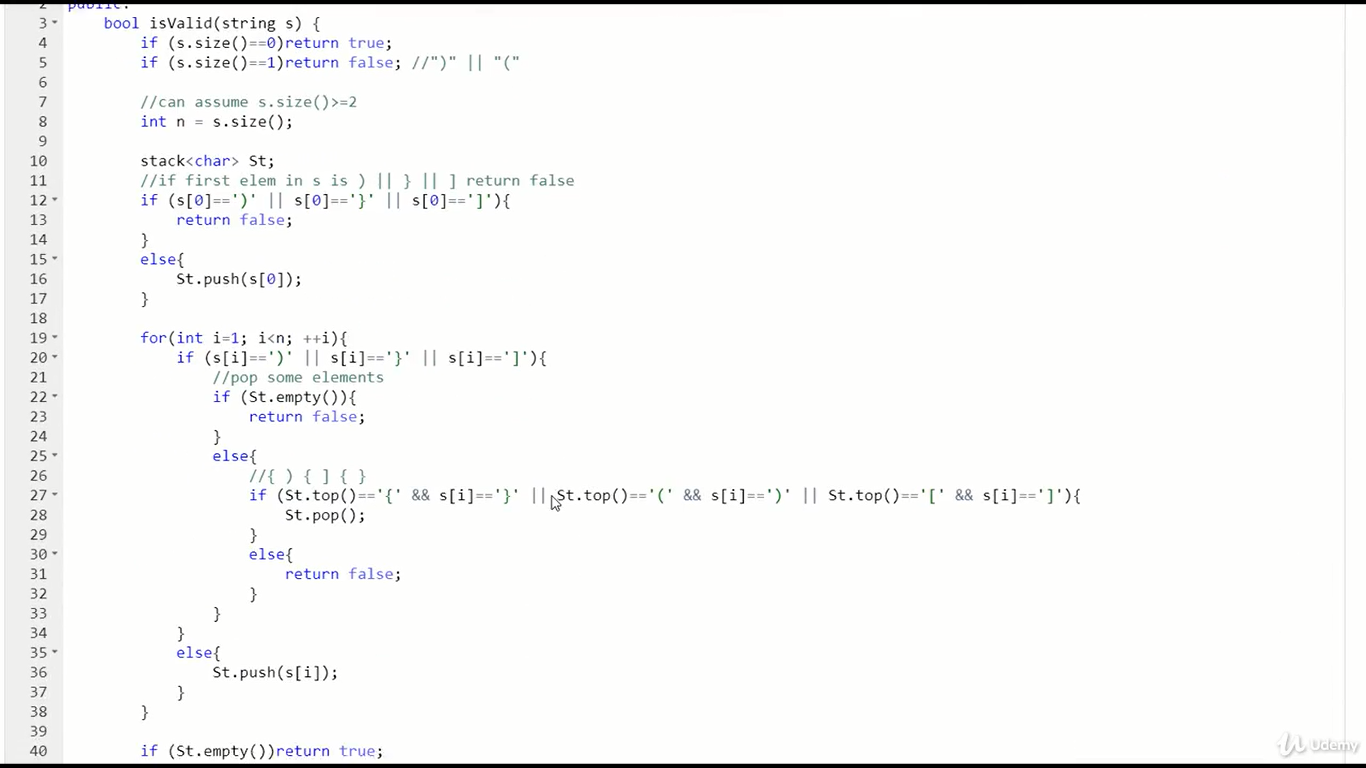 2 public:
3 bool isValid(string s) {
4 if (s.size()==0)return true;
5 if (s.size()==1)return false; //")" || "("
6
7 //can assume s.size()>=2
8 int n = s.size();
9
10 stack<char> St;
11 //if first elem in s is ) || } || ] return false
12 if (s[0]==')' || s[0]=='}' || s[0]==']'){
13 return false;
14 }
15 else{
16 St.push(s[0]);
17 }
18
19 for(int i=1; i<n; ++i){
20 if (s[i]==')' || s[i]=='}' || s[i]==']'){
21 //pop some elements
22 if (St.empty()){
23 return false;
24 }
25 else{
26 //{ ) { ] { }
27 if (St.top()=='{' && s[i]=='}' || St.top()=='(' && s[i]==')' || St.top()=='[' && s[i]==']'){
28 St.pop();
29 }
30 else{
31 return false;
32 }
33 }
34 }
35 else{
36 St.push(s[i]);
37 }
38 }
39
40 if (St.empty())return true;
Udemy